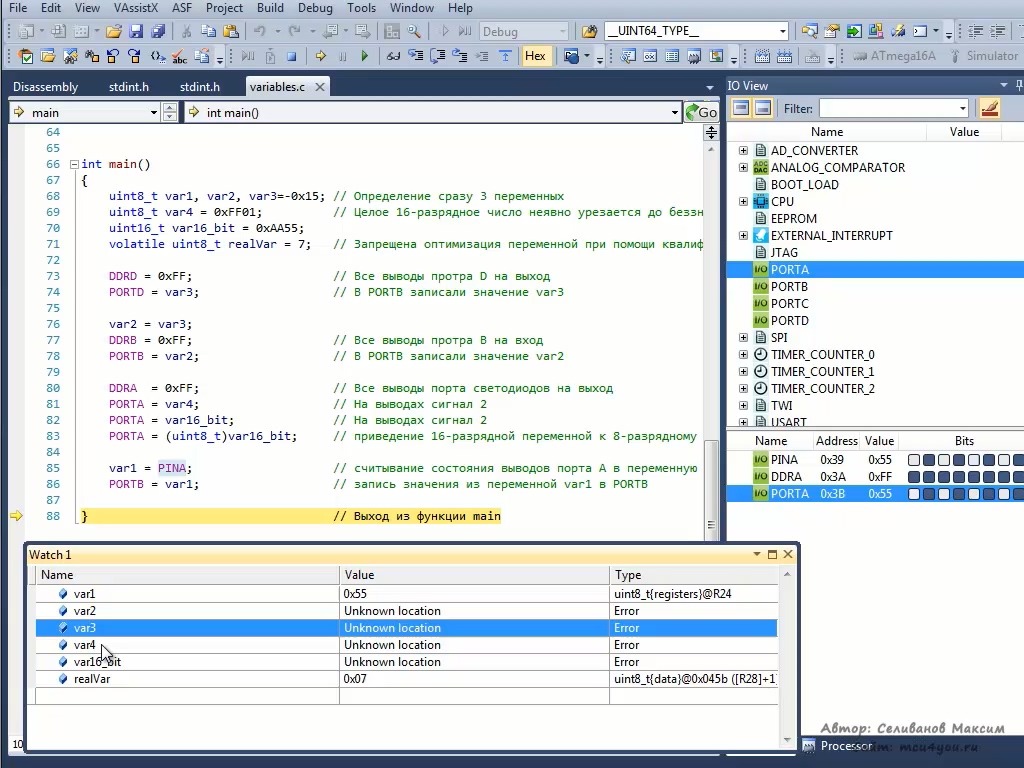 File Edit View VAssistX ASF Project Build Debug Tools Window Help
Debug __UINT64_TYPE__
Hex ATmega16A Simulator
Disassembly stdint.h stdint.h variables.c
main int main() Go
64
65
66 int main()
67 {
68 uint8_t var1, var2, var3=-0x15; // Определение сразу 3 переменных
69 uint8_t var4 = 0xFF01; // Целое 16-разрядное число неявно урезается до беззн
70 uint16_t var16_bit = 0xAA55;
71 volatile uint8_t realVar = 7; // Запрещена оптимизация переменной при помощи квалиф
72
73 DDRD = 0xFF; // Все выводы протра D на выход
74 PORTD = var3; // В PORTB записали значение var3
75
76 var2 = var3;
77 DDRB = 0xFF; // Все выводы протра B на вход
78 PORTB = var2; // В PORTB записали значение var2
79
80 DDRA = 0xFF; // Все выводы порта светодиодов на выход
81 PORTA = var4; // На выводах сигнал 2
82 PORTA = var16_bit; // На выводах сигнал 2
83 PORTA = (uint8_t)var16_bit; // приведение 16-разрядной переменной к 8-разрядному
84
85 var1 = PINA; // считывание состояния выводов порта A в переменную
86 PORTB = var1; // запись значения из переменной var1 в PORTB
87
88 } // Выход из функции main
IO View
Filter:
Name Value
AD_CONVERTER
ANALOG_COMPARATOR
BOOT_LOAD
CPU
EEPROM
EXTERNAL_INTERRUPT
JTAG
PORTA
PORTB
PORTC
PORTD
SPI
TIMER_COUNTER_0
TIMER_COUNTER_1
TIMER_COUNTER_2
TWI
USART
Name Address Value Bits
PINA 0x39 0x55
DDRA 0x3A 0xFF
PORTA 0x3B 0x55
Watch 1
Name Value Type
var1 0x55 uint8_t{registers}@R24
var2 Unknown location Error
var3 Unknown location Error
var4 Unknown location Error
var16_bit Unknown location Error
realVar 0x07 uint8_t{data}@0x045b ([R28]+1
10
Автор: Селиванов Максим
Processor
mcu4you.ru